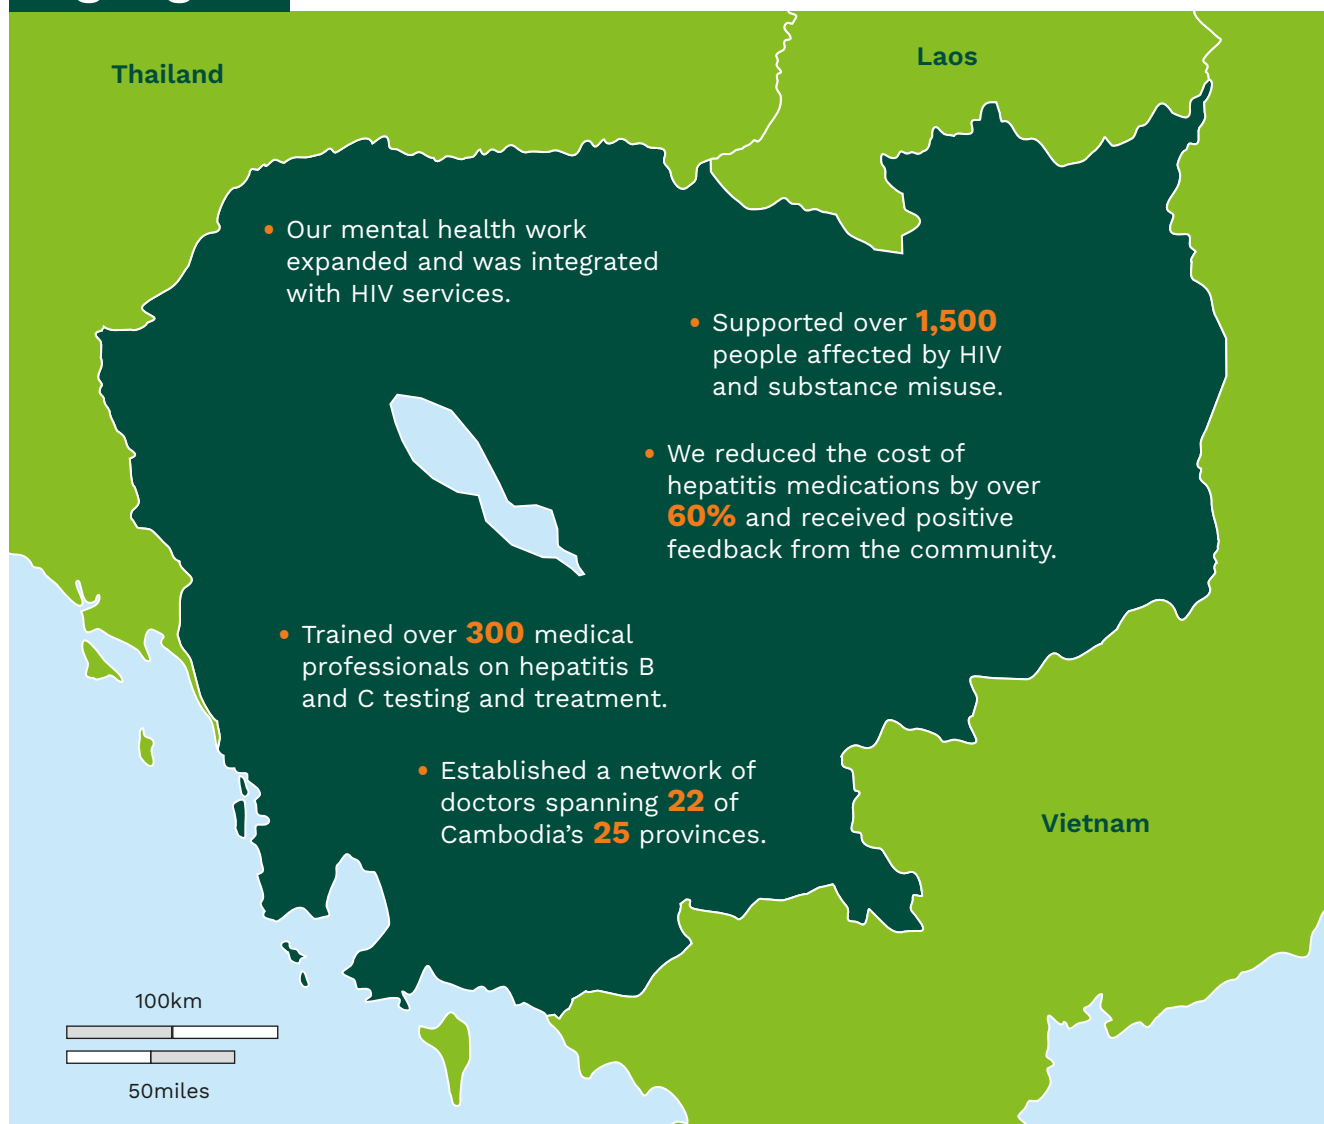 Thailand
Laos
• Our mental health work
expanded and was integrated
with HIV services.
• Supported over 1,500
people affected by HIV
and substance misuse.
• We reduced the cost of
hepatitis medications by over
60% and received positive
feedback from the community.
• Trained over 300 medical
professionals on hepatitis B
and C testing and treatment.
• Established a network of
doctors spanning 22 of
Cambodia’s 25 provinces.
Vietnam
100km
50miles